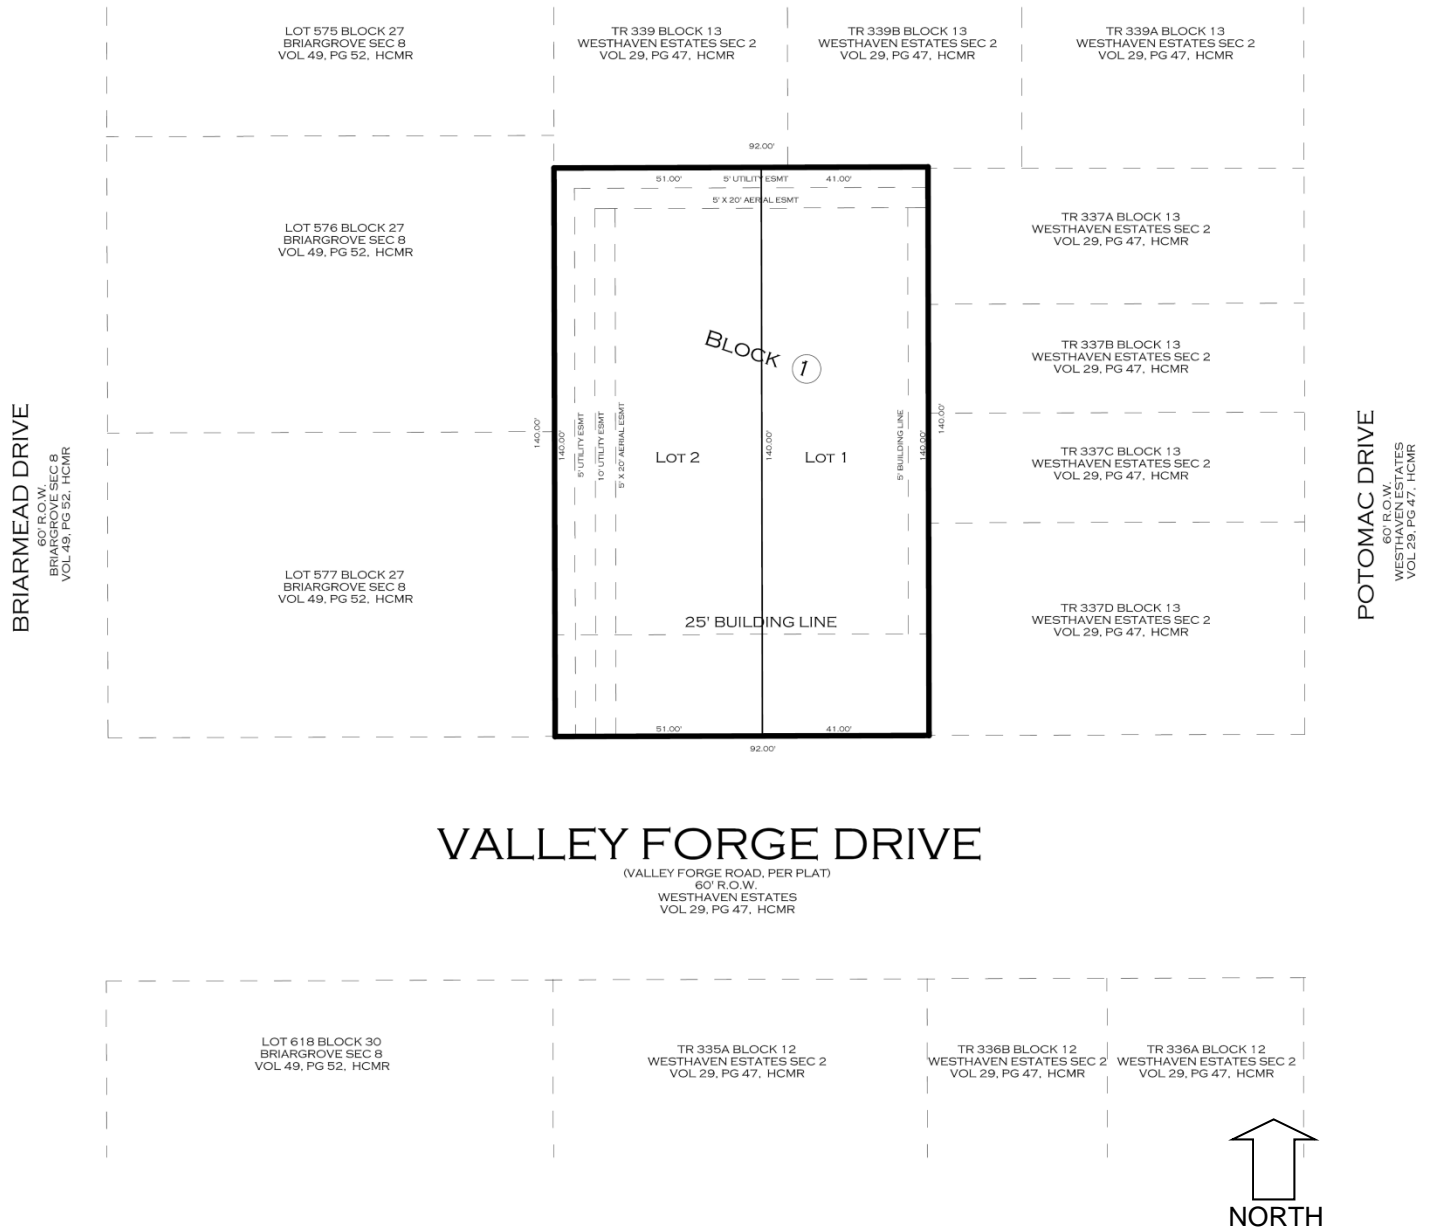 LOT 575 BLOCK 27
BRIARGROVE SEC 8
VOL 49, PG 52, HCMR
TR 339 BLOCK 13
WESTHAVEN ESTATES SEC 2
VOL 29, PG 47, HCMR
TR 339B BLOCK 13
WESTHAVEN ESTATES SEC 2
VOL 29, PG 47, HCMR
TR 339A BLOCK 13
WESTHAVEN ESTATES SEC 2
VOL 29, PG 47, HCMR
92.00'
51.00'
5' UTILITY ESMT
41.00'
5' X 20' AERIAL ESMT
LOT 576 BLOCK 27
BRIARGROVE SEC 8
VOL 49, PG 52, HCMR
TR 337A BLOCK 13
WESTHAVEN ESTATES SEC 2
VOL 29, PG 47, HCMR
BLOCK 1
TR 337B BLOCK 13
WESTHAVEN ESTATES SEC 2
VOL 29, PG 47, HCMR
BRIARMEAD DRIVE
60' R.O.W.
BRIARGROVE SEC 8
VOL 49, PG 52, HCMR
140.00'
140.00'
5' UTILITY ESMT
10' UTILITY ESMT
5' X 20' AERIAL ESMT
LOT 2
140.00'
LOT 1
5' BUILDING LINE
140.00'
140.00'
TR 337C BLOCK 13
WESTHAVEN ESTATES SEC 2
VOL 29, PG 47, HCMR
POTOMAC DRIVE
60' R.O.W.
WESTHAVEN ESTATES
VOL 29, PG 47, HCMR
LOT 577 BLOCK 27
BRIARGROVE SEC 8
VOL 49, PG 52, HCMR
25' BUILDING LINE
TR 337D BLOCK 13
WESTHAVEN ESTATES SEC 2
VOL 29, PG 47, HCMR
51.00'
41.00'
92.00'
VALLEY FORGE DRIVE
(VALLEY FORGE ROAD, PER PLAT)
60' R.O.W.
WESTHAVEN ESTATES
VOL 29, PG 47, HCMR
LOT 618 BLOCK 30
BRIARGROVE SEC 8
VOL 49, PG 52, HCMR
TR 335A BLOCK 12
WESTHAVEN ESTATES SEC 2
VOL 29, PG 47, HCMR
TR 336B BLOCK 12
WESTHAVEN ESTATES SEC 2
VOL 29, PG 47, HCMR
TR 336A BLOCK 12
WESTHAVEN ESTATES SEC 2
VOL 29, PG 47, HCMR
NORTH